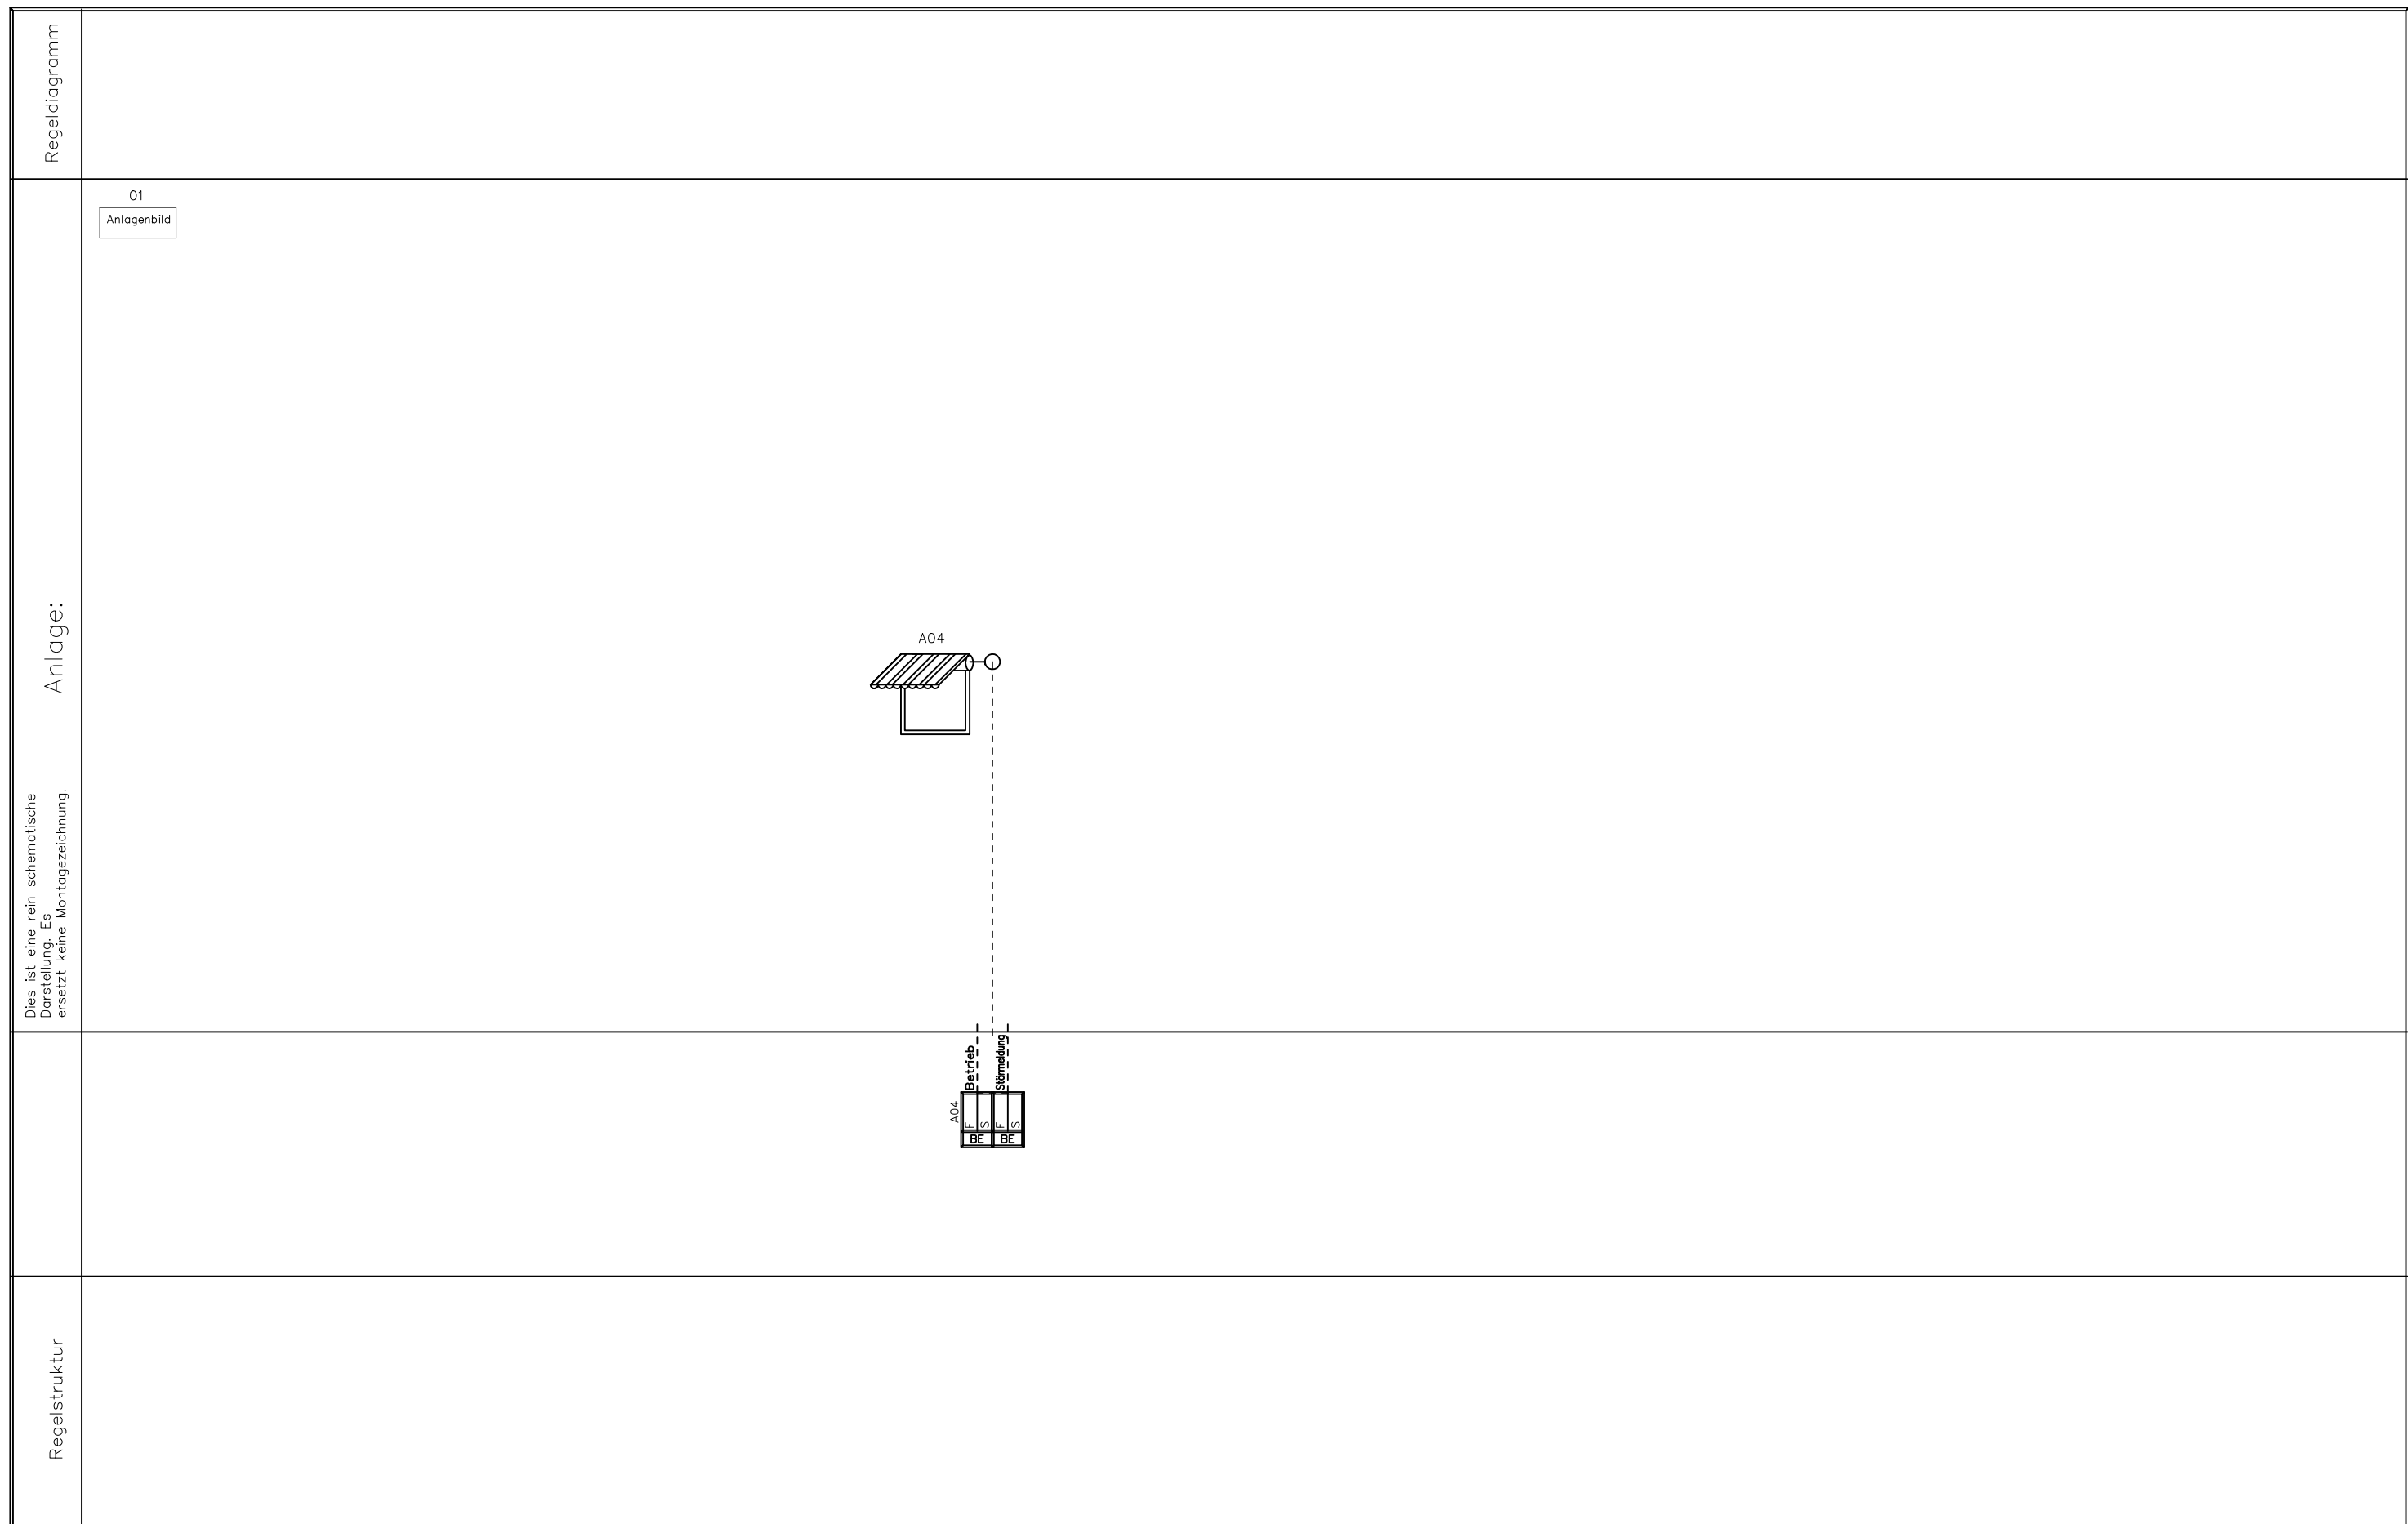 Regeldiagramm
01
Anlagenbild
Anlage:
A04
Dies ist eine rein schematische
Darstellung. Es
ersetzt keine Montagezeichnung.
Betrieb
Störmeldung
A04
F
S
F
S
BE
BE
Regelstruktur